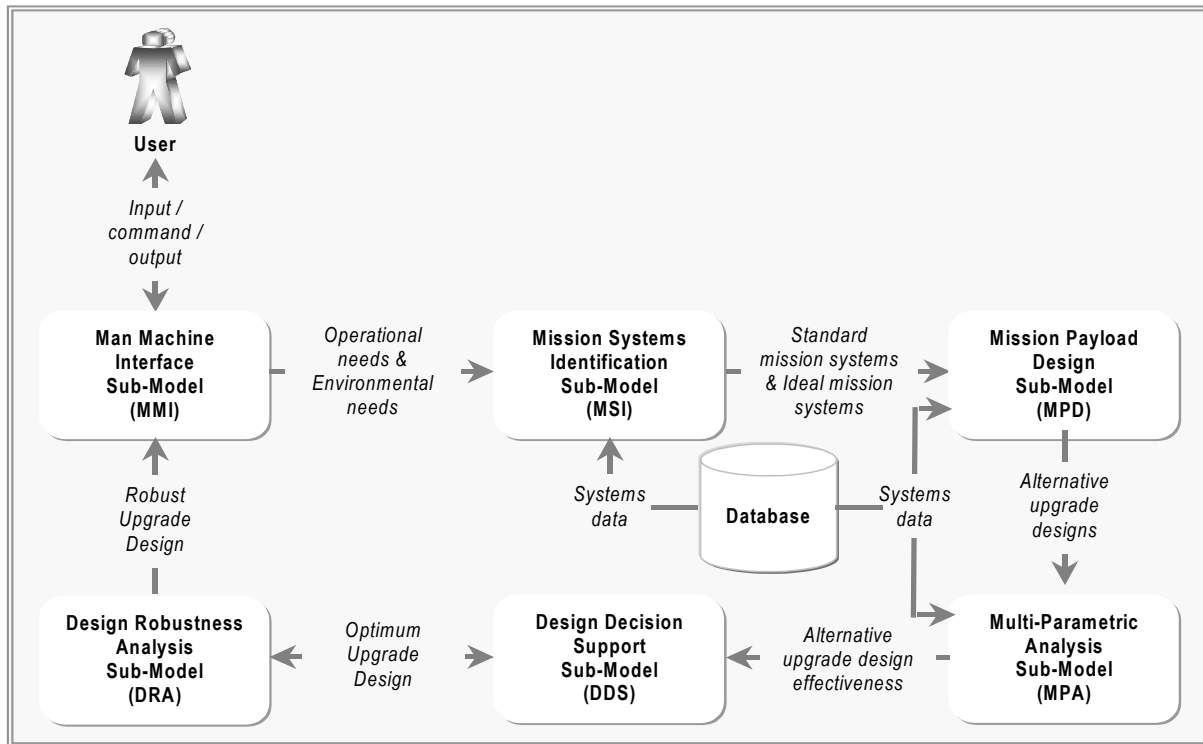 User
Input /
command /
output
Man Machine
Interface
Sub-Model
(MMI)
Operational
needs &
Environmental
needs
Mission Systems
Identification
Sub-Model
(MSI)
Standard
mission systems
& Ideal mission
systems
Mission Payload
Design
Sub-Model
(MPD)
Robust
Upgrade
Design
Systems
data
Database
Systems
data
Alternative
upgrade
designs
Design Robustness
Analysis
Sub-Model
(DRA)
Optimum
Upgrade
Design
Design Decision
Support
Sub-Model
(DDS)
Alternative
upgrade design
effectiveness
Multi-Parametric
Analysis
Sub-Model
(MPA)